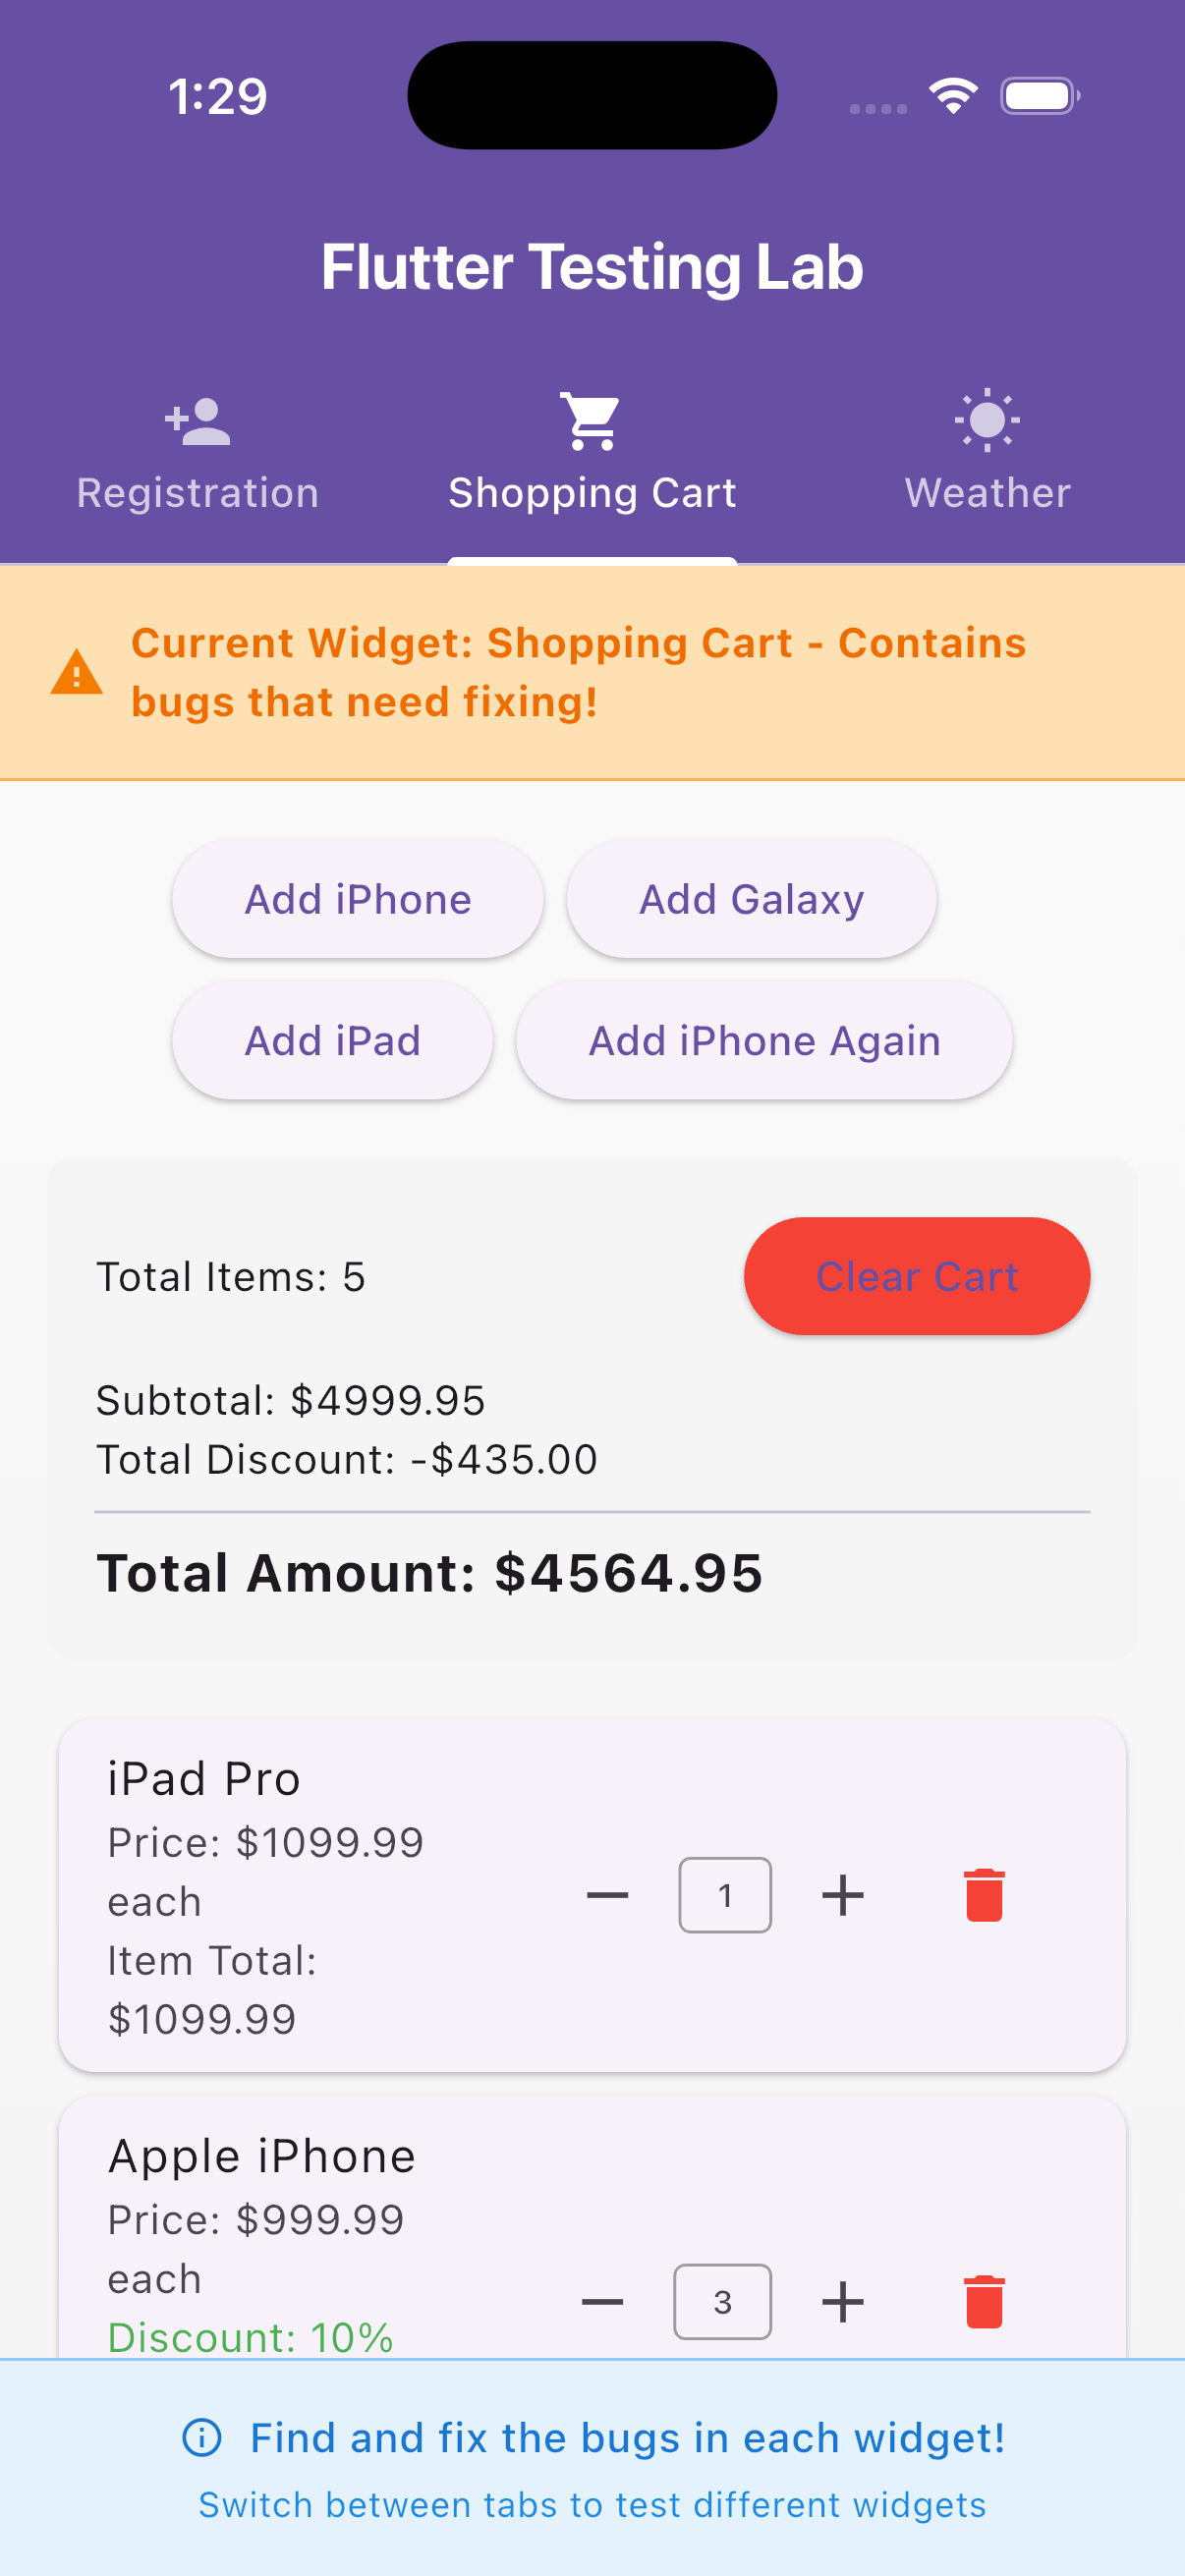 1:29
Flutter Testing Lab
Registration
Shopping Cart
Weather
Current Widget: Shopping Cart - Contains
bugs that need fixing!
Add iPhone
Add Galaxy
Add iPad
Add iPhone Again
Total Items: 5
Clear Cart
Subtotal: $4999.95
Total Discount: -$435.00
Total Amount: $4564.95
iPad Pro
Price: $1099.99
each
Item Total:
$1099.99
1
Apple iPhone
Price: $999.99
each
Discount: 10%
3
Find and fix the bugs in each widget!
Switch between tabs to test different widgets